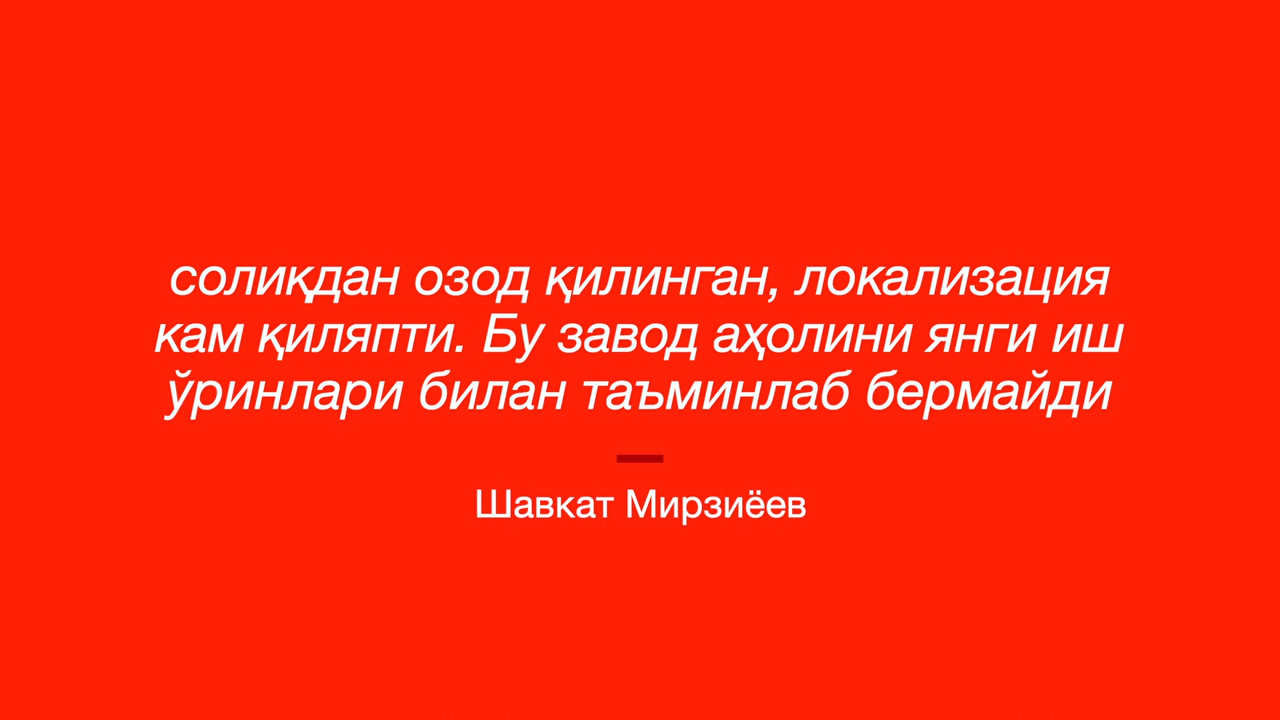 солиқдан озод қилинган, локализация
кам қиляпти. Бу завод аҳолини янги иш
ўринлари билан таъминлаб бермайди
Шавкат Мирзиёев